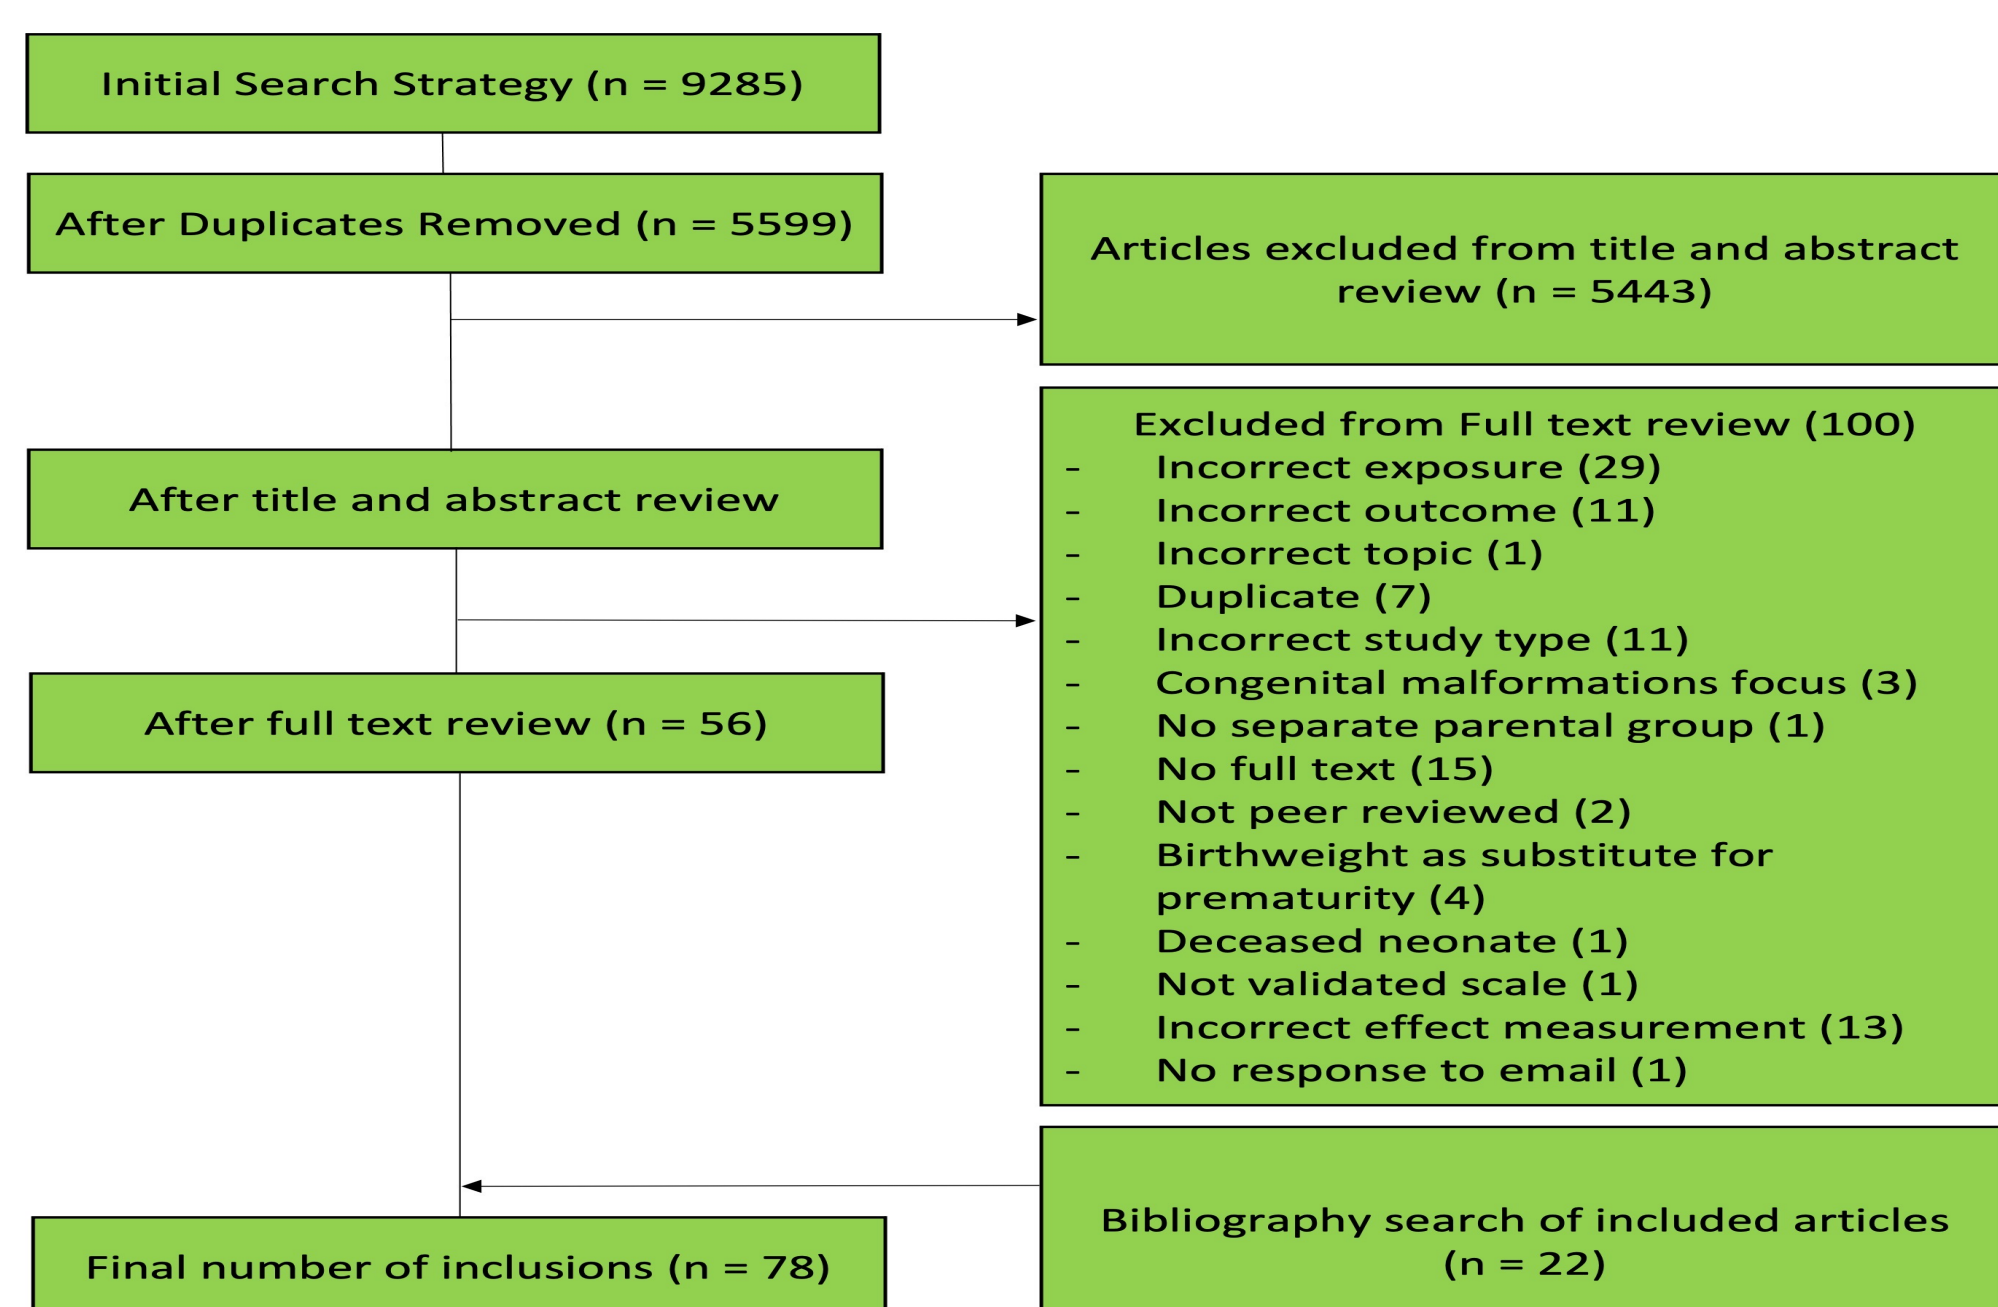 Initial Search Strategy (n = 9285)
After Duplicates Removed (n = 5599)
Articles excluded from title and abstract
review (n = 5443)
After title and abstract review
Excluded from Full text review (100)
- Incorrect exposure (29)
- Incorrect outcome (11)
- Incorrect topic (1)
- Duplicate (7)
- Incorrect study type (11)
- Congenital malformations focus (3)
- No separate parental group (1)
- No full text (15)
- Not peer reviewed (2)
- Birthweight as substitute for
prematurity (4)
- Deceased neonate (1)
- Not validated scale (1)
- Incorrect effect measurement (13)
- No response to email (1)
After full text review (n = 56)
Bibliography search of included articles
(n = 22)
Final number of inclusions (n = 78)